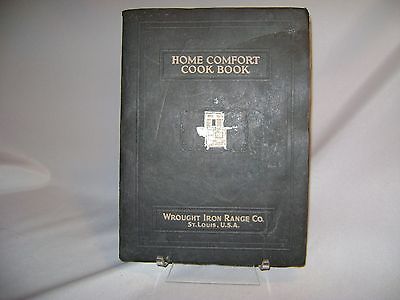 HOME COMFORT
COOK BOOK
WROUGHT IRON RANGE CO.
ST. LOUIS, U.S.A.